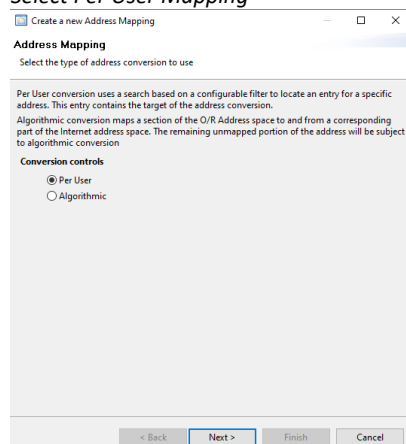 Select Per User Mapping
Create a new Address Mapping
Address Mapping
Select the type of address conversion to use
Per User conversion uses a search based on a configurable filter to locate an entry for a specific
address. This entry contains the target of the address conversion.
Algorithmic conversion maps a section of the O/R Address space to and from a corresponding
part of the Internet address space. The remaining unmapped portion of the address will be subject
to algorithmic conversion
Conversion controls
Per User
Algorithmic
< Back Next > Finish Cancel